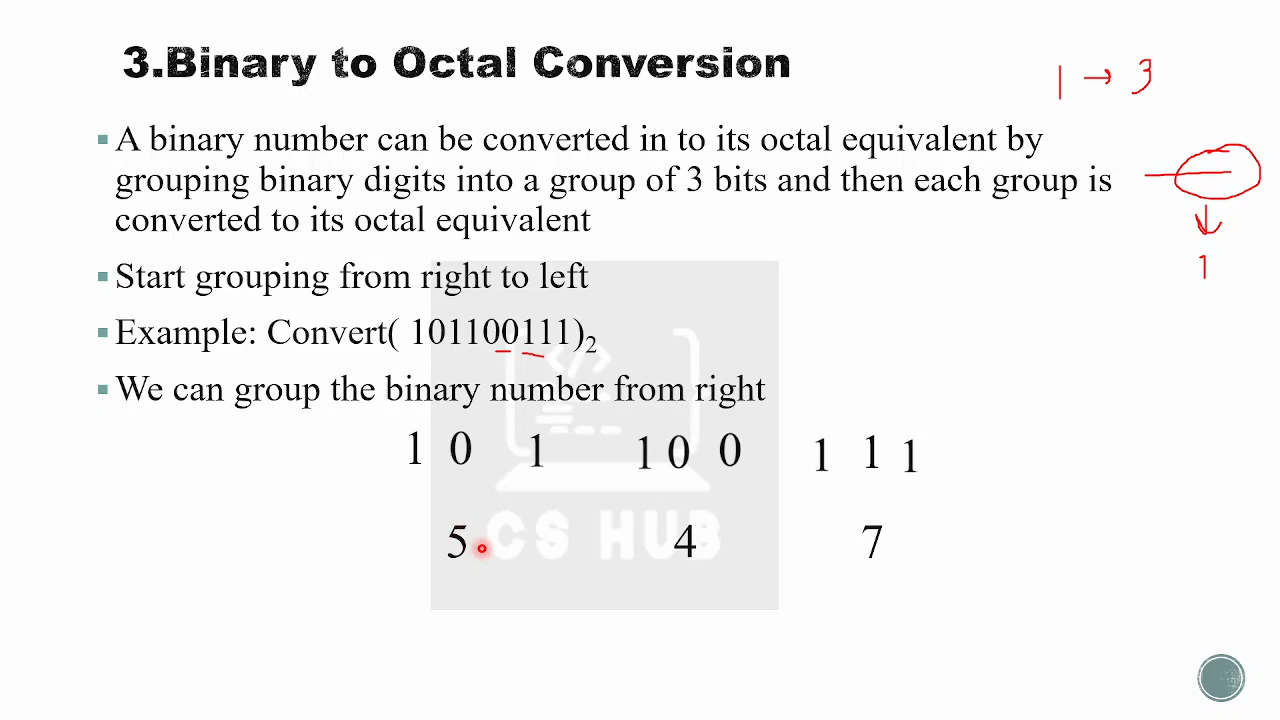 3.Binary to Octal Conversion
1 → 3
A binary number can be converted in to its octal equivalent by
grouping binary digits into a group of 3 bits and then each group is
converted to its octal equivalent
↓
1
Start grouping from right to left
Example: Convert( 101100111)₂
We can group the binary number from right
1 0 1 1 0 0 1 1 1
5 4 7
CS HUB